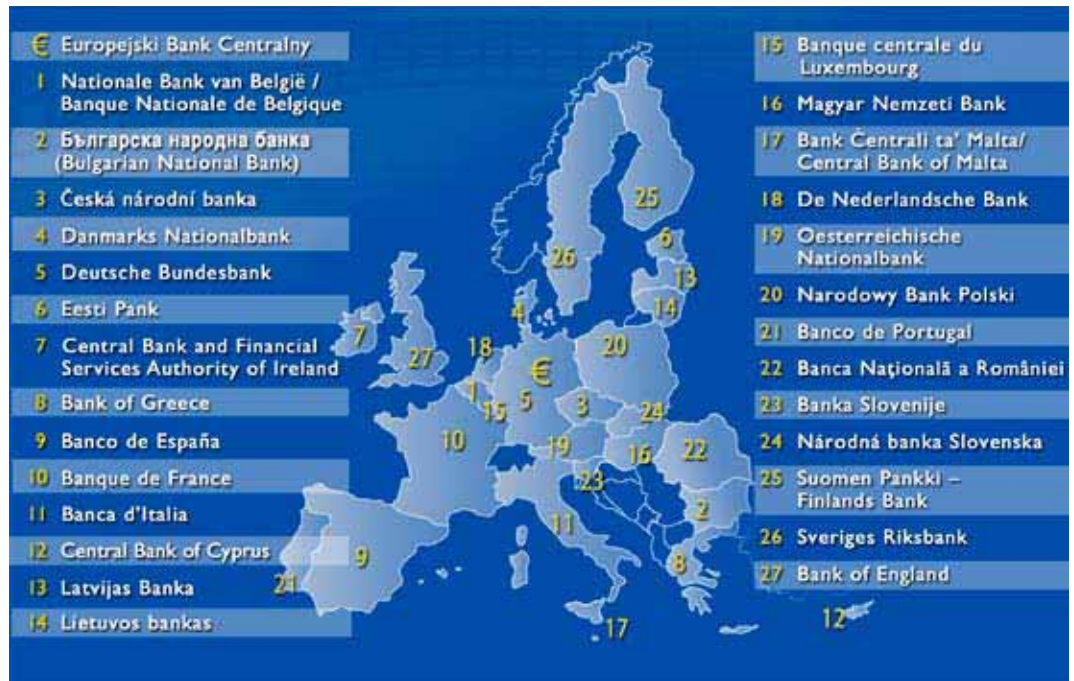 € Europejski Bank Centralny
1 Nationale Bank van België /
Banque Nationale de Belgique
2 Българска народна банка
(Bulgarian National Bank)
3 Česká národní banka
4 Danmarks Nationalbank
5 Deutsche Bundesbank
6 Eesti Pank
7 Central Bank and Financial
Services Authority of Ireland
8 Bank of Greece
9 Banco de España
10 Banque de France
11 Banca d'Italia
12 Central Bank of Cyprus
13 Latvijas Banka
14 Lietuvos bankas
15 Banque centrale du
Luxembourg
16 Magyar Nemzeti Bank
17 Bank Ċentrali ta' Malta/
Central Bank of Malta
18 De Nederlandsche Bank
19 Oesterreichische
Nationalbank
20 Narodowy Bank Polski
21 Banco de Portugal
22 Banca Naţională a României
23 Banka Slovenije
24 Národná banka Slovenska
25 Suomen Pankki –
Finlands Bank
26 Sveriges Riksbank
27 Bank of England
25
6
26
13
14
4
7
18
20
27
€
1
5
3
15
24
10
19
16
22
23
2
11
9
8
21
12
17